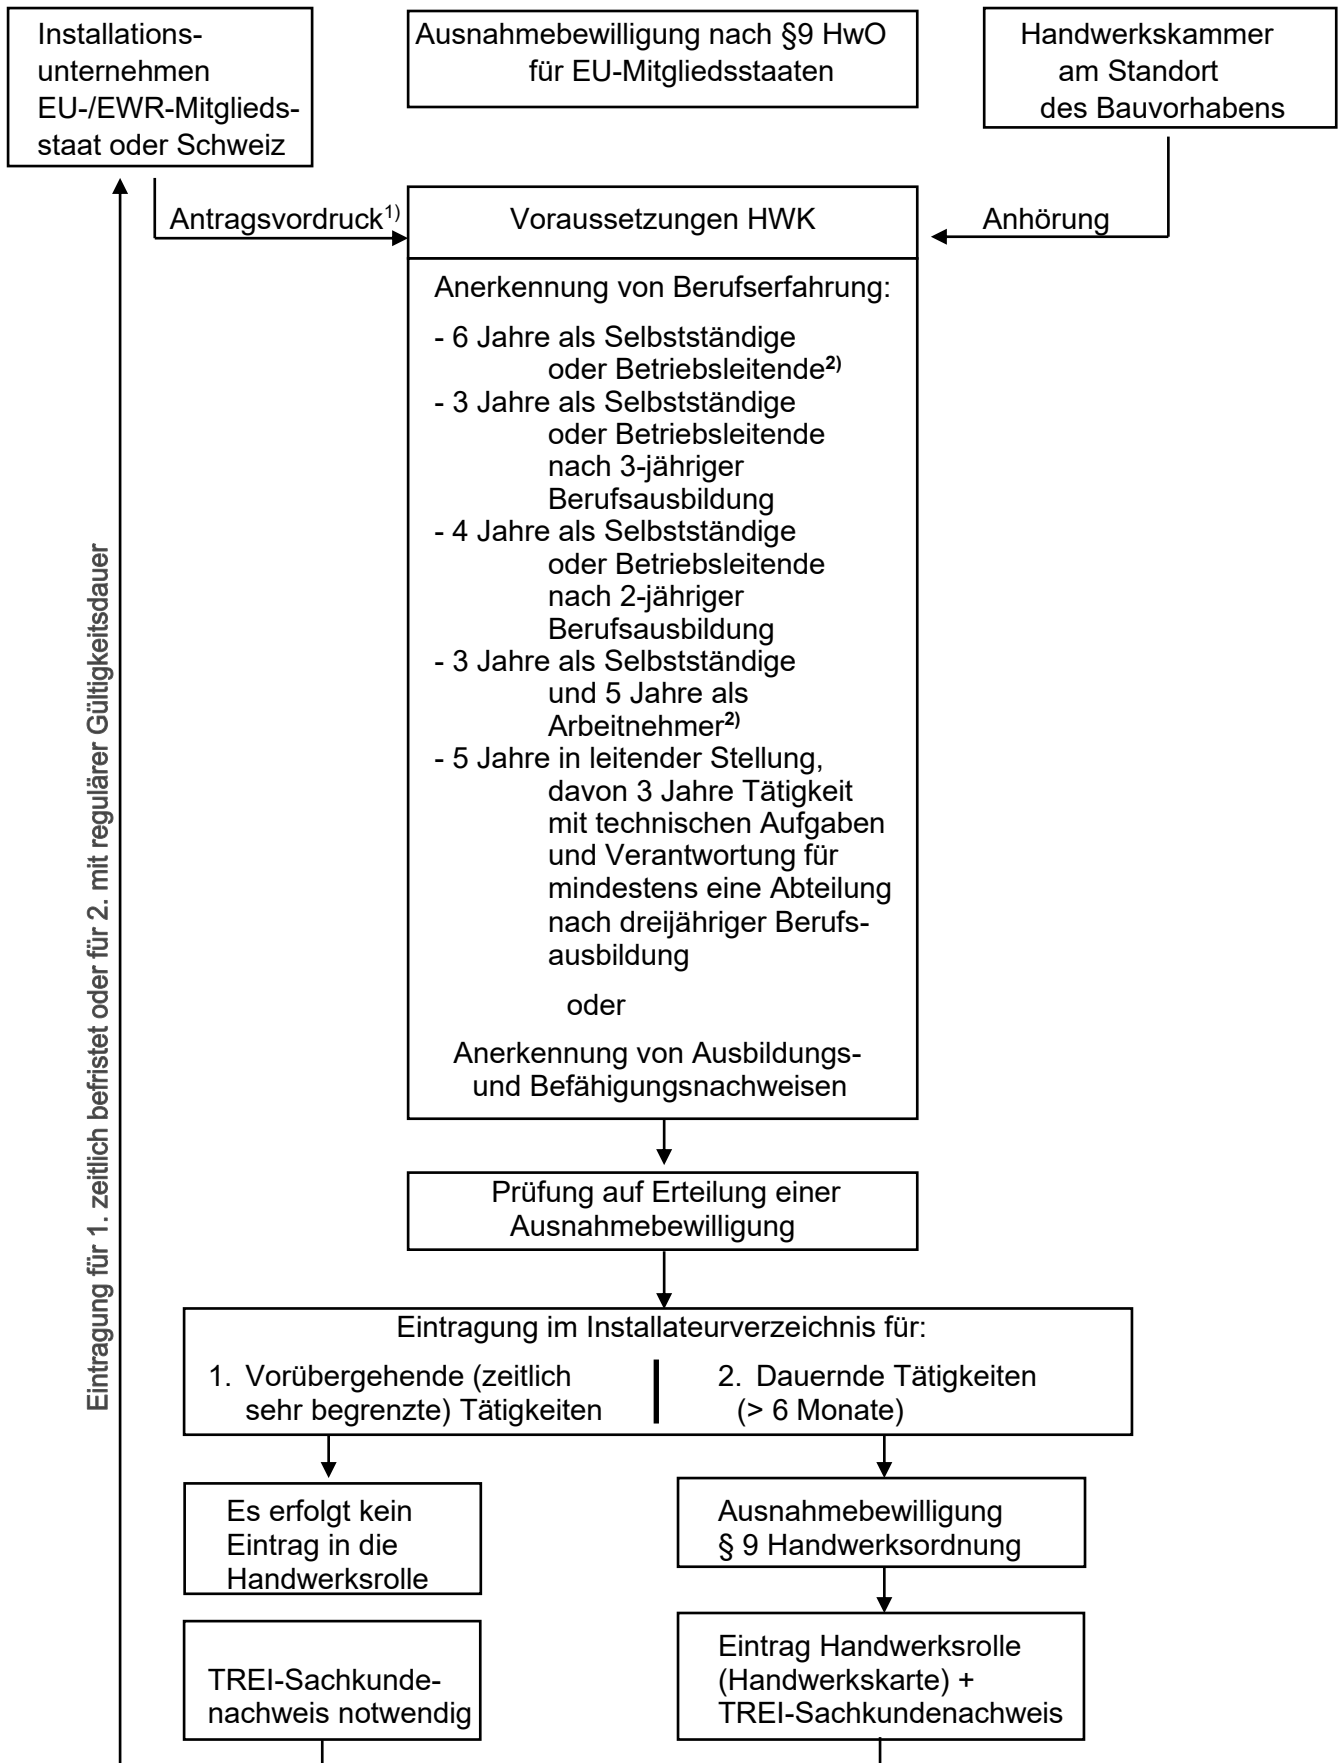 Installations-
unternehmen
EU-/EWR-Mitglieds-
staat oder Schweiz
Ausnahmebewilligung nach §9 HwO
für EU-Mitgliedsstaaten
Handwerkskammer
am Standort
des Bauvorhabens
Antragsvordruck1)
Voraussetzungen HWK
Anhörung
Anerkennung von Berufserfahrung:
- 6 Jahre als Selbstständige
oder Betriebsleitende2)
- 3 Jahre als Selbstständige
oder Betriebsleitende
nach 3-jähriger
Berufsausbildung
- 4 Jahre als Selbstständige
oder Betriebsleitende
nach 2-jähriger
Berufsausbildung
- 3 Jahre als Selbstständige
und 5 Jahre als
Arbeitnehmer2)
- 5 Jahre in leitender Stellung,
davon 3 Jahre Tätigkeit
mit technischen Aufgaben
und Verantwortung für
mindestens eine Abteilung
nach dreijähriger Berufs-
ausbildung
oder
Anerkennung von Ausbildungs-
und Befähigungsnachweisen
Eintragung für 1. zeitlich befristet oder für 2. mit regulärer Gültigkeitsdauer
Prüfung auf Erteilung einer
Ausnahmebewilligung
Eintragung im Installateurverzeichnis für:
1. Vorübergehende (zeitlich
sehr begrenzte) Tätigkeiten
2. Dauernde Tätigkeiten
(> 6 Monate)
Es erfolgt kein
Eintrag in die
Handwerksrolle
Ausnahmebewilligung
§ 9 Handwerksordnung
TREI-Sachkunde-
nachweis notwendig
Eintrag Handwerksrolle
(Handwerkskarte) +
TREI-Sachkundenachweis